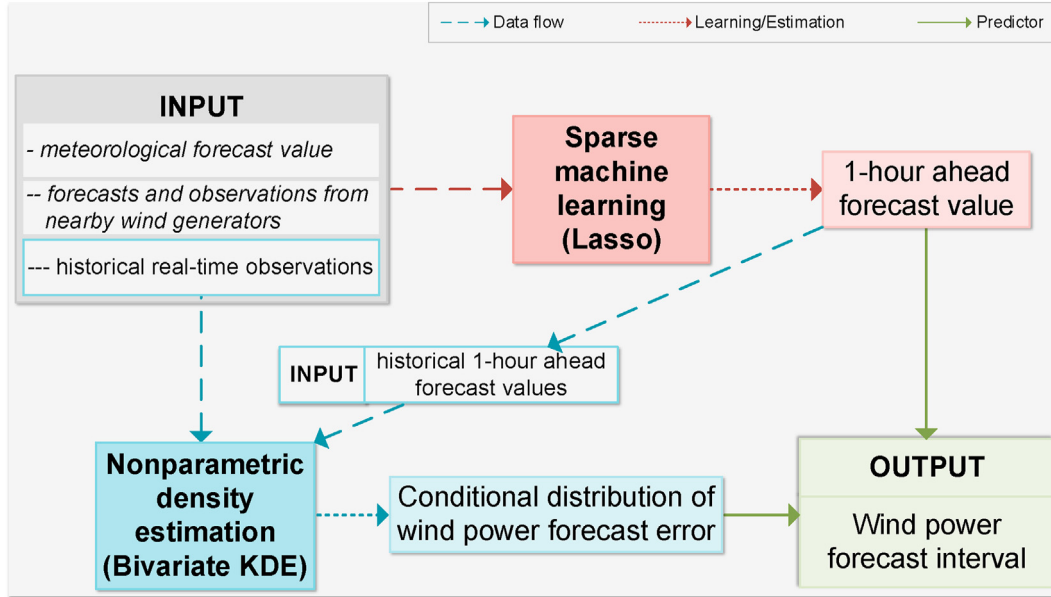 Data flow
Learning/Estimation
Predictor
INPUT
- meteorological forecast value
-- forecasts and observations from
nearby wind generators
--- historical real-time observations
Sparse
machine
learning
(Lasso)
1-hour ahead
forecast value
INPUT
historical 1-hour ahead
forecast values
Nonparametric
density
estimation
(Bivariate KDE)
Conditional distribution of
wind power forecast error
OUTPUT
Wind power
forecast interval